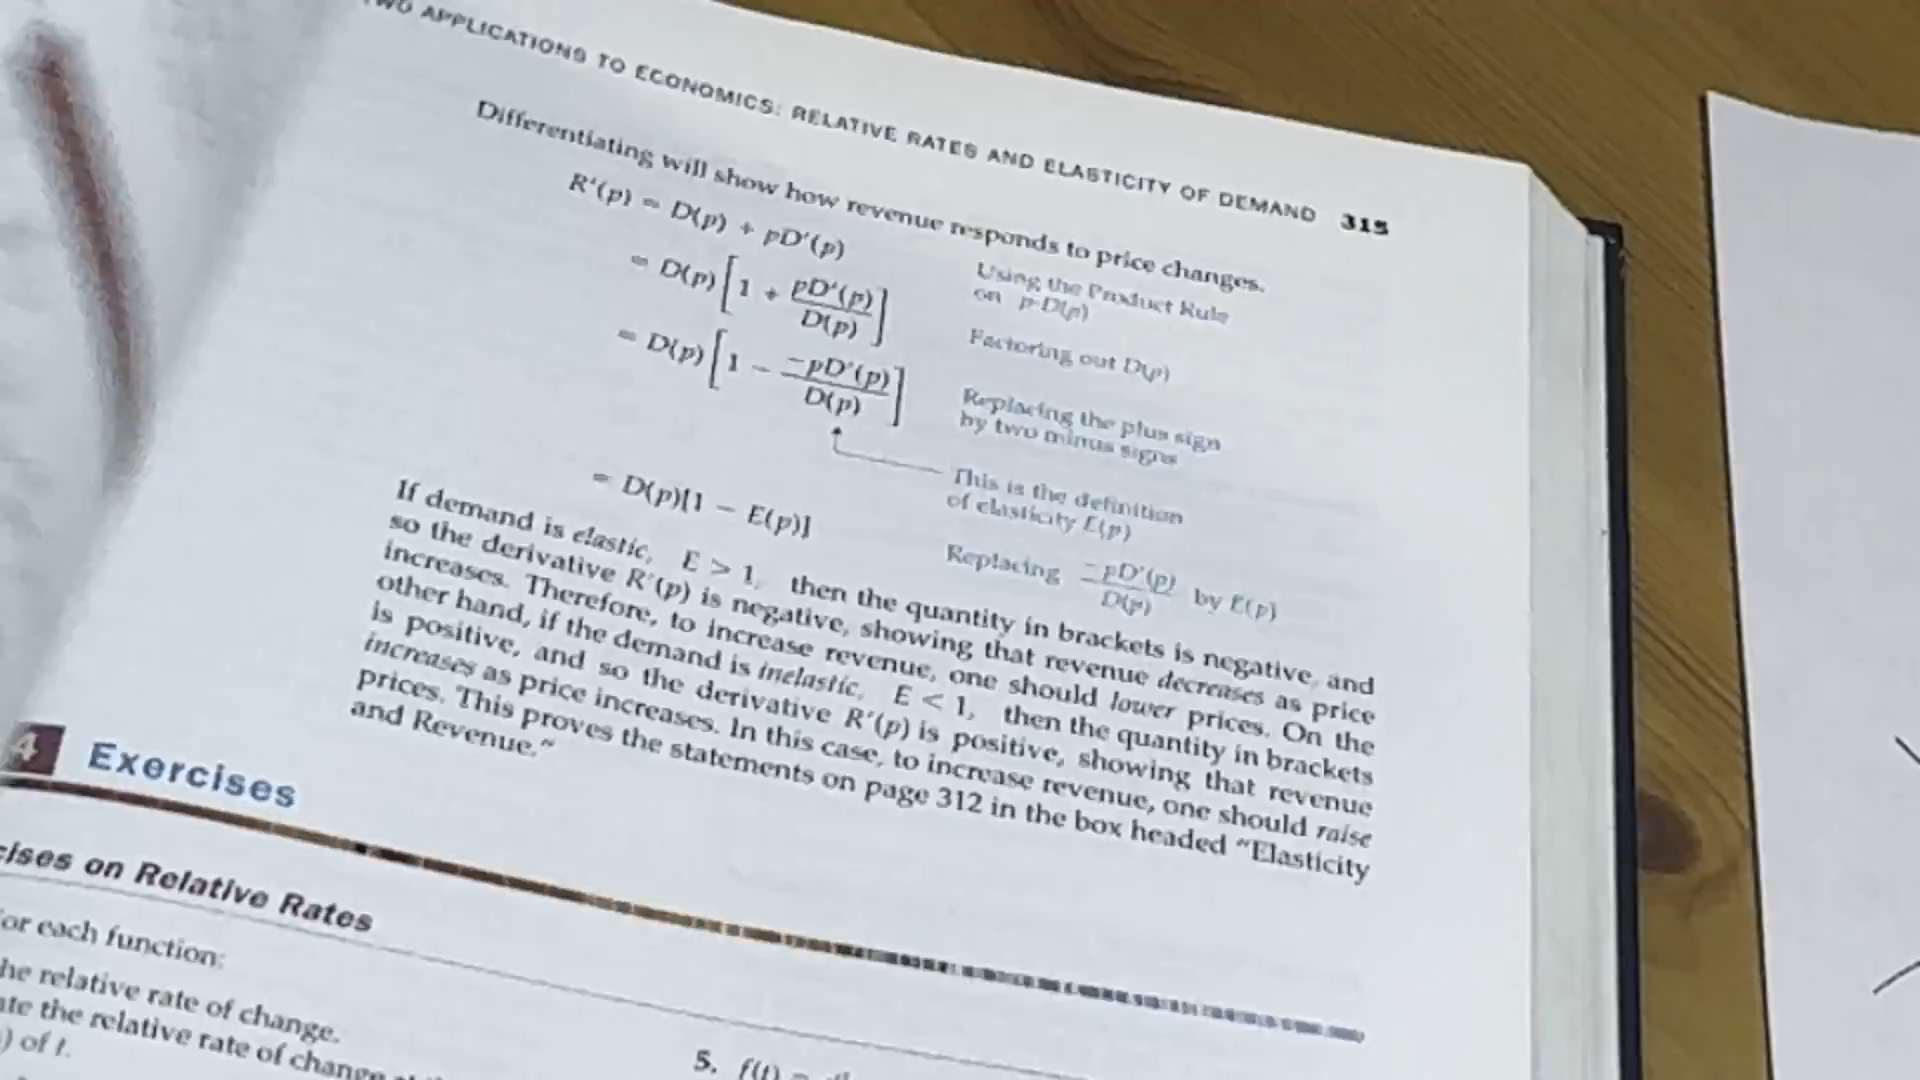 TWO APPLICATIONS TO ECONOMICS: RELATIVE RATES AND ELASTICITY OF DEMAND 315
Differentiating will show how revenue responds to price changes.
R'(p) = D(p) + pD'(p)
Using the Product Rule
on p·D(p)
= D(p) [1 + pD'(p)/D(p)]
Factoring out D(p)
= D(p) [1 − −pD'(p)/D(p)]
Replacing the plus sign
by two minus signs
This is the definition
of elasticity E(p)
= D(p)[1 − E(p)]
Replacing −pD'(p)/D(p) by E(p)
If demand is elastic, E > 1, then the quantity in brackets is negative, and
so the derivative R'(p) is negative, showing that revenue decreases as price
increases. Therefore, to increase revenue, one should lower prices. On the
other hand, if the demand is inelastic, E < 1, then the quantity in brackets
is positive, and so the derivative R'(p) is positive, showing that revenue
increases as price increases. In this case, to increase revenue, one should raise
prices. This proves the statements on page 312 in the box headed “Elasticity
and Revenue.”
4 Exercises
cises on Relative Rates
or each function:
he relative rate of change.
ate the relative rate of change
) of t.
5. f(t) =